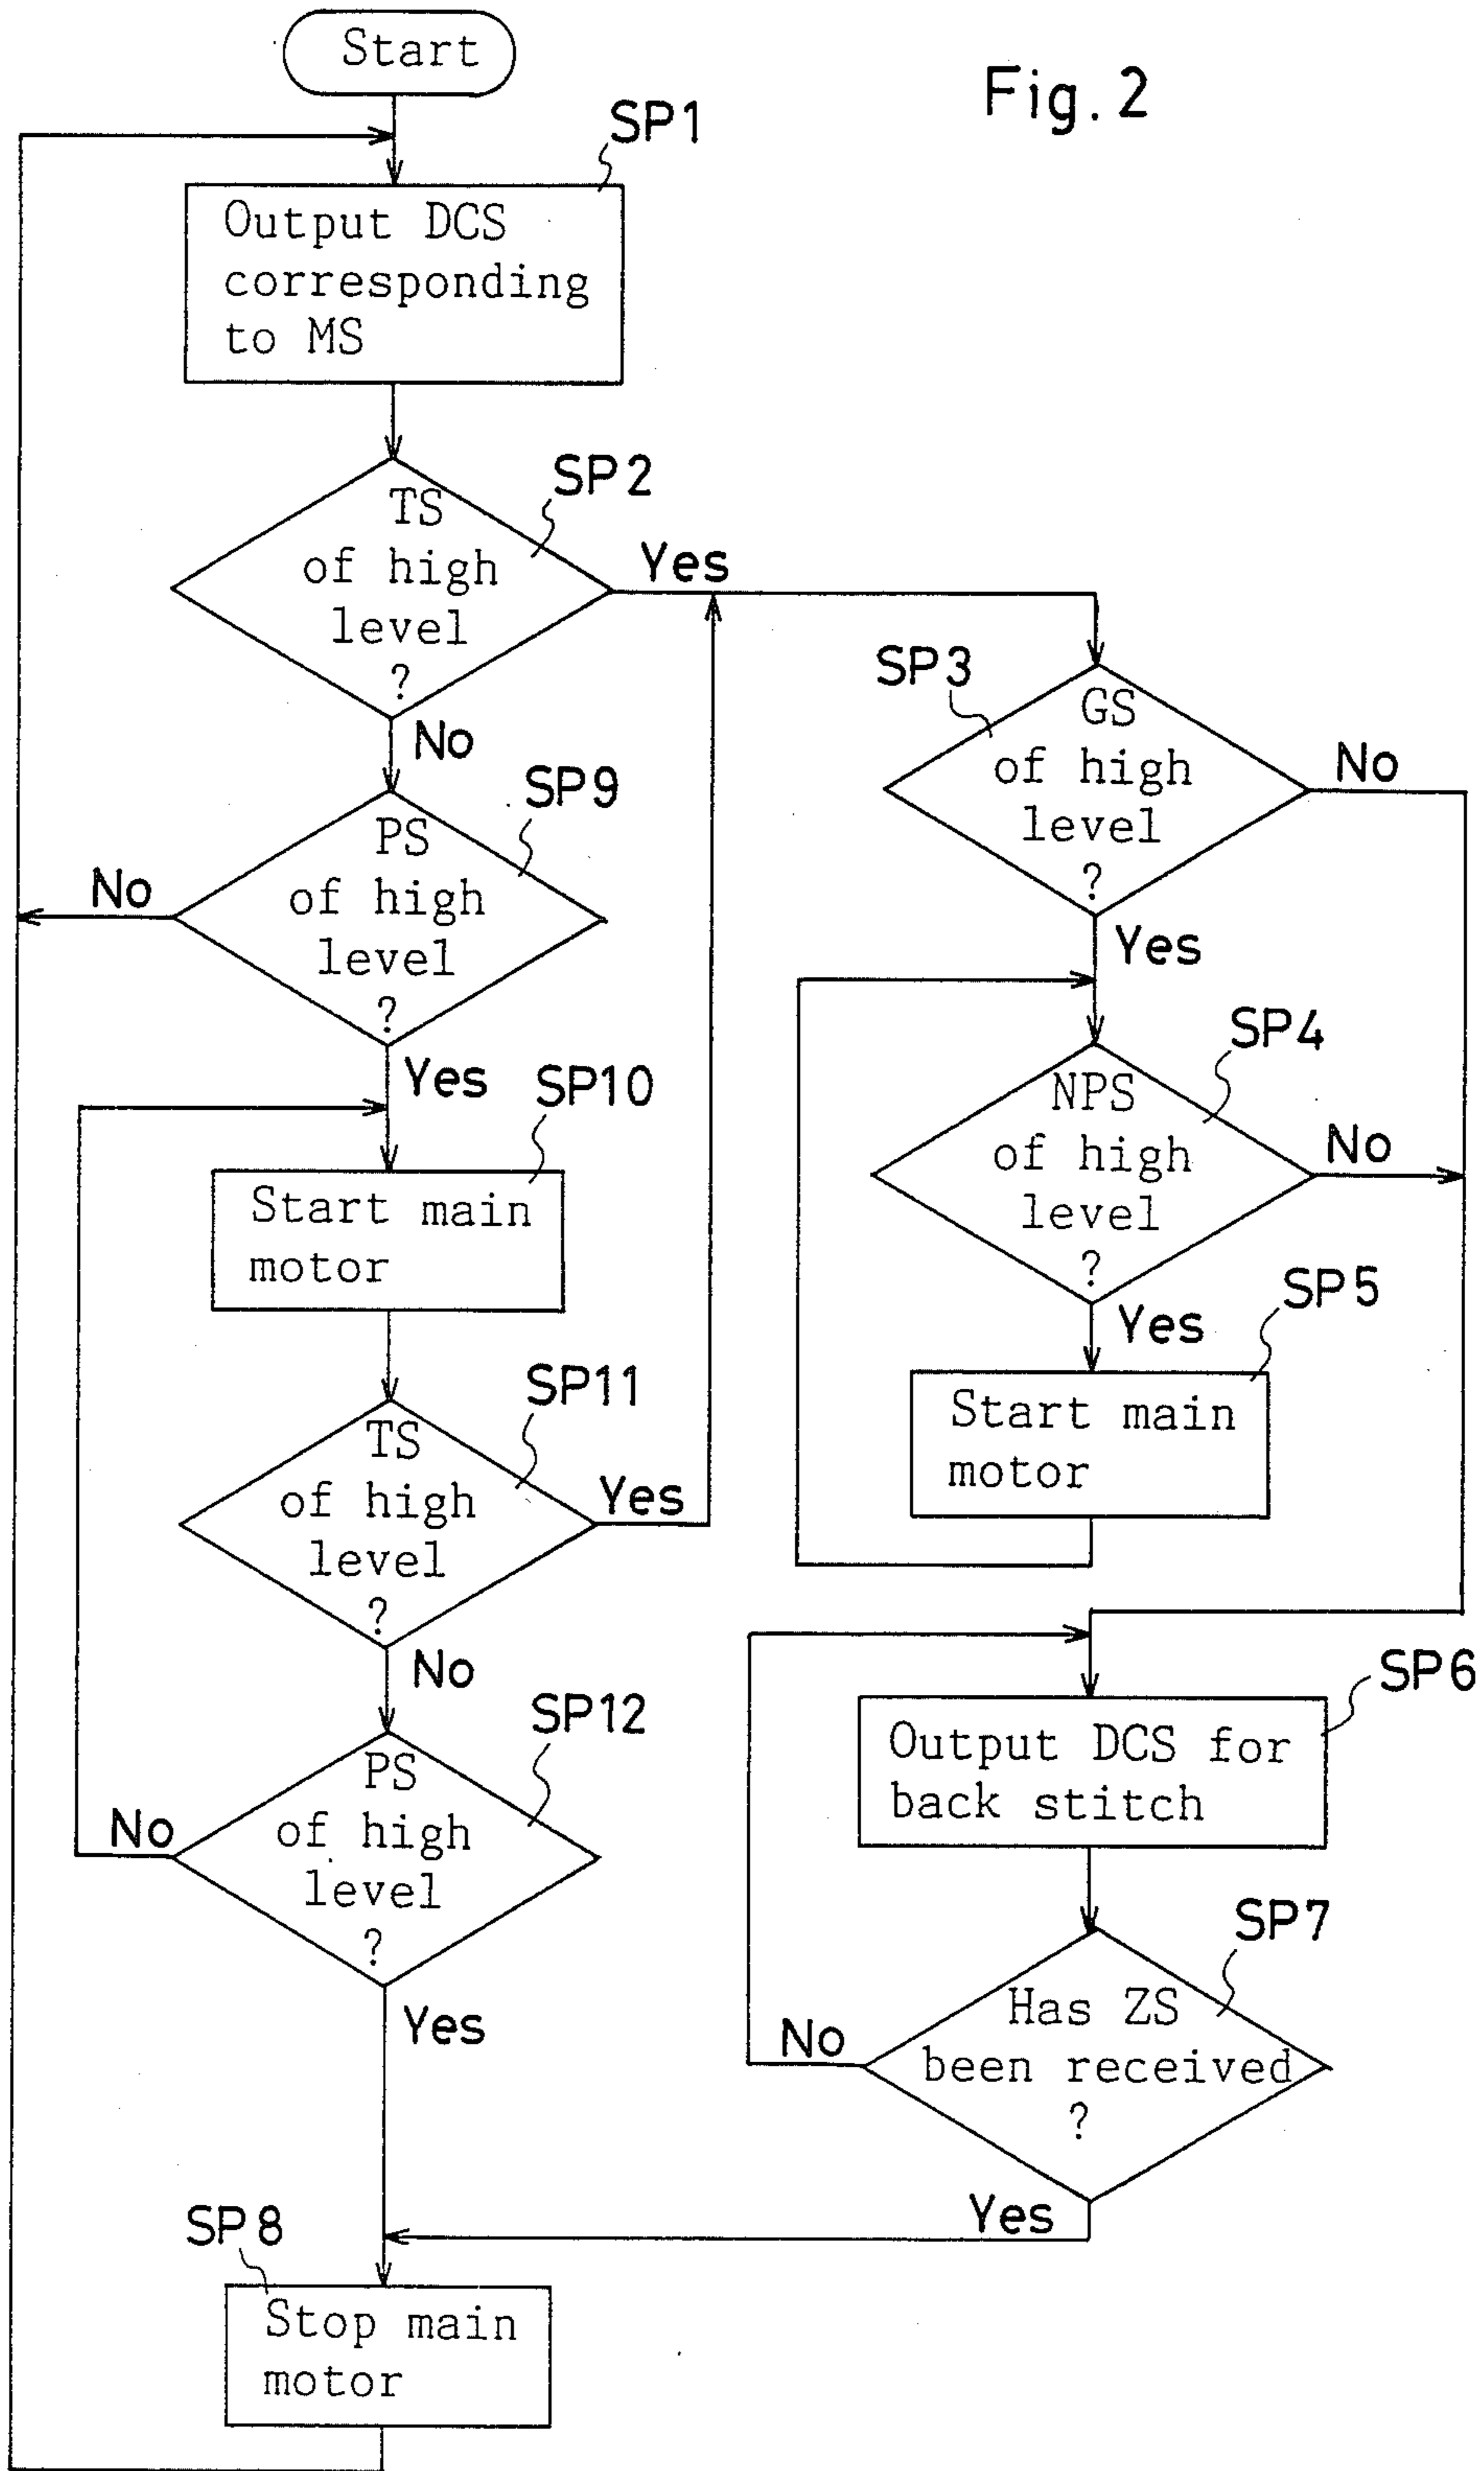 Start
Fig. 2
SP1
Output DCS
corresponding
to MS
SP2
TS
of high
level
?
Yes
No
SP3
GS
of high
level
?
No
Yes
SP9
PS
of high
level
?
No
Yes
SP4
NPS
of high
level
?
No
Yes
SP10
Start main
motor
SP5
Start main
motor
SP11
TS
of high
level
?
Yes
No
SP6
Output DCS for
back stitch
SP12
PS
of high
level
?
No
Yes
SP7
Has ZS
been received
?
No
Yes
SP8
Stop main
motor